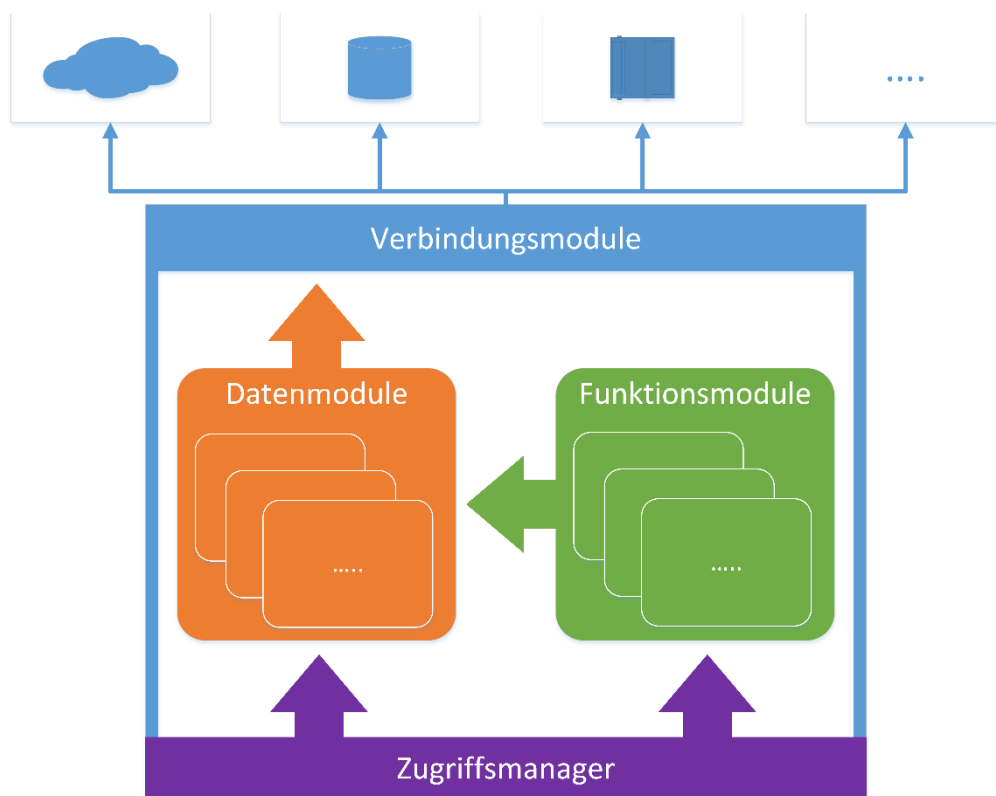 ....
Verbindungsmodule
Datenmodule
Funktionsmodule
.....
.....
Zugriffsmanager